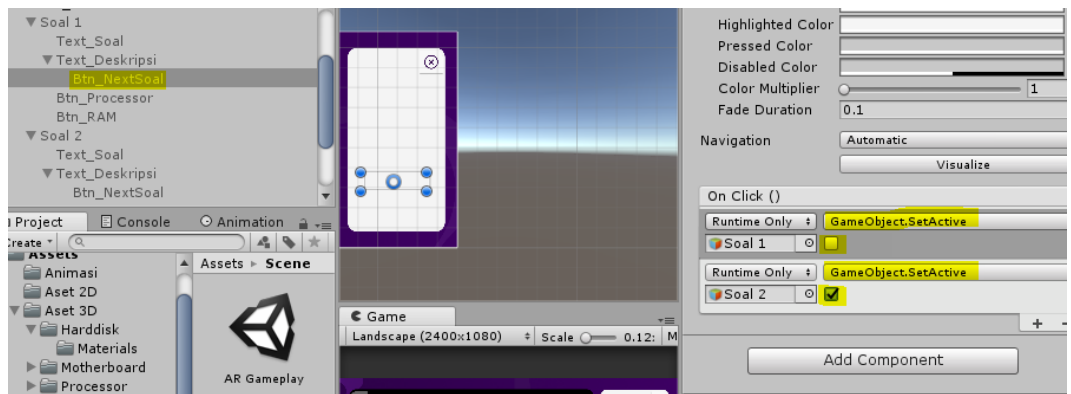 Soal 1
Text_Soal
Text_Deskripsi
Btn_NextSoal
Btn_Processor
Btn_RAM
Soal 2
Text_Soal
Text_Deskripsi
Btn_NextSoal
Project
Console
Animation
Create
Assets
Animasi
Aset 2D
Aset 3D
Harddisk
Materials
Motherboard
Processor
Assets Scene
AR Gameplay
Game
Landscape (2400x1080) Scale 0.12: M
Highlighted Color
Pressed Color
Disabled Color
Color Multiplier 1
Fade Duration 0.1
Navigation Automatic
Visualize
On Click ()
Runtime Only GameObject.SetActive
Soal 1
Runtime Only GameObject.SetActive
Soal 2
Add Component